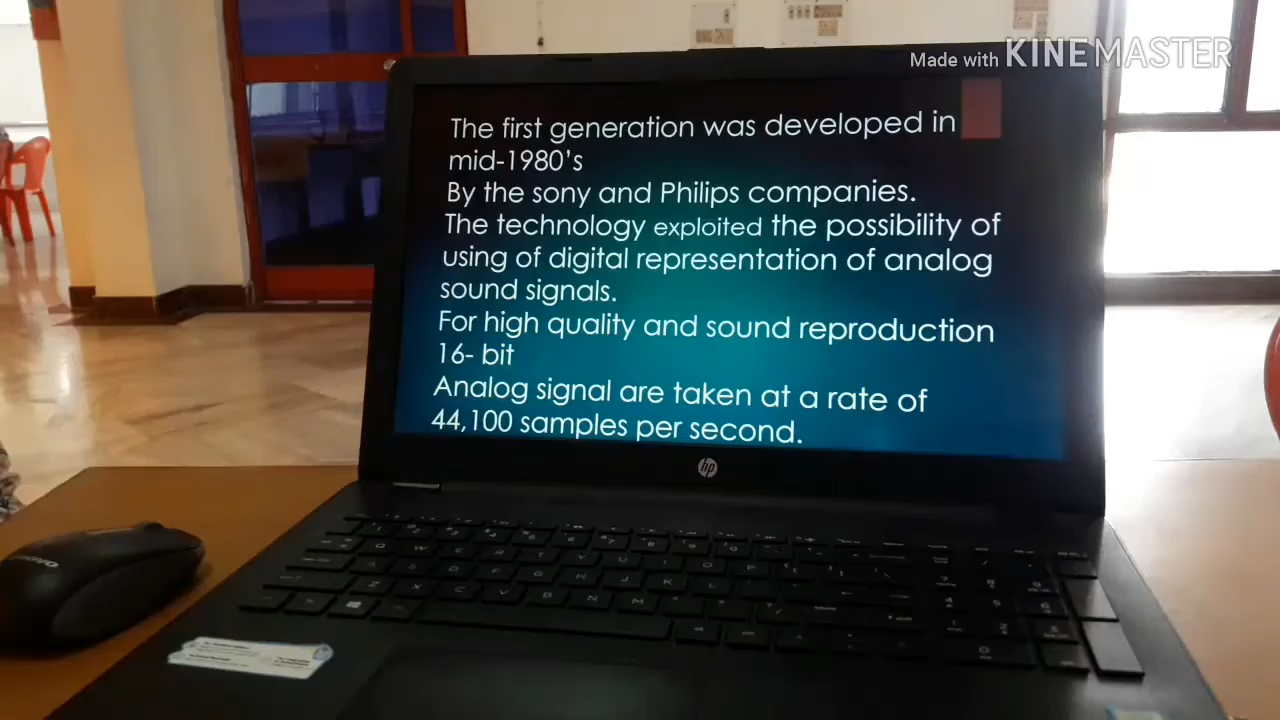 Made with KINEMASTER
The first generation was developed in
mid-1980's
By the sony and Philips companies.
The technology exploited the possibility of
using of digital representation of analog
sound signals.
For high quality and sound reproduction
16- bit
Analog signal are taken at a rate of
44,100 samples per second.
hp